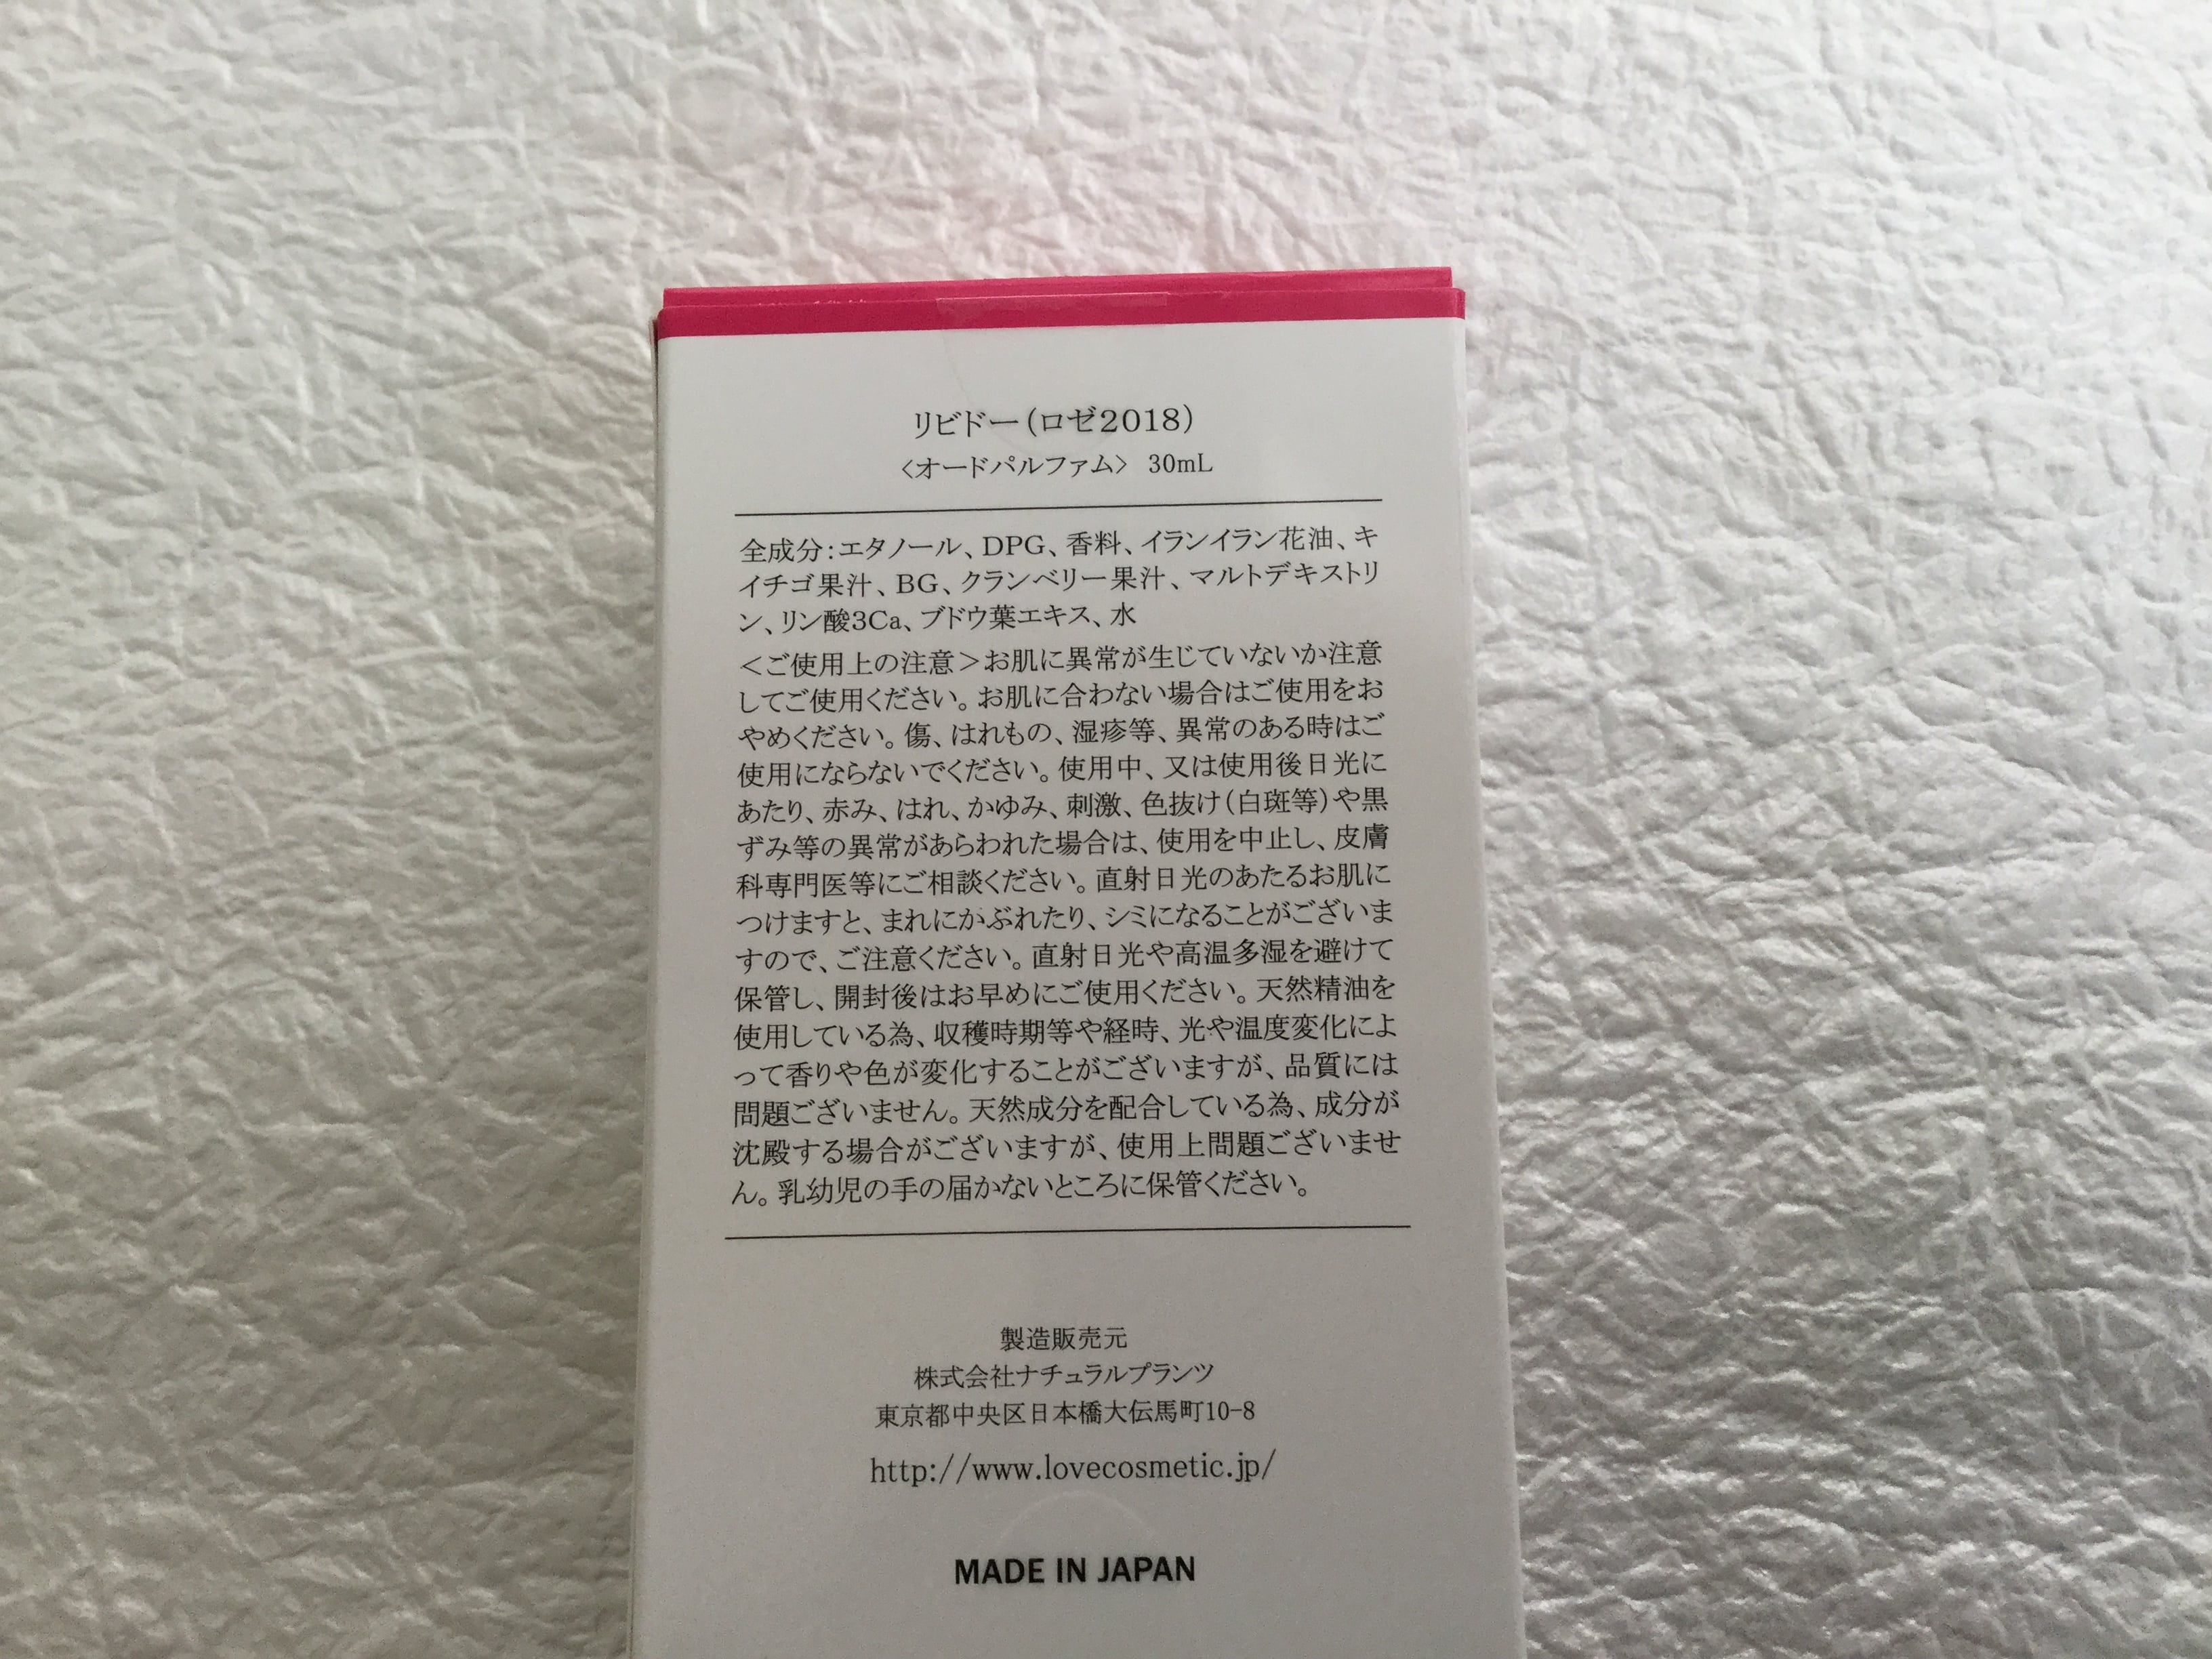 リビドー(ロゼ2018)
〈オードパルファム〉 30mL
全成分:エタノール、DPG、香料、イランイラン花油、キ
イチゴ果汁、BG、クランベリー果汁、マルトデキストリ
ン、リン酸3Ca、ブドウ葉エキス、水
＜ご使用上の注意＞お肌に異常が生じていないか注意
してご使用ください。お肌に合わない場合はご使用をお
やめください。傷、はれもの、湿疹等、異常のある時はご
使用にならないでください。使用中、又は使用後日光に
あたり、赤み、はれ、かゆみ、刺激、色抜け(白斑等)や黒
ずみ等の異常があらわれた場合は、使用を中止し、皮膚
科専門医等にご相談ください。直射日光のあたるお肌に
つけますと、まれにかぶれたり、シミになることがございま
すので、ご注意ください。直射日光や高温多湿を避けて
保管し、開封後はお早めにご使用ください。天然精油を
使用している為、収穫時期等や経時、光や温度変化によ
って香りや色が変化することがございますが、品質には
問題ございません。天然成分を配合している為、成分が
沈殿する場合がございますが、使用上問題ございませ
ん。乳幼児の手の届かないところに保管ください。
製造販売元
株式会社ナチュラルプランツ
東京都中央区日本橋大伝馬町10-8
http://www.lovecosmetic.jp/
MADE IN JAPAN